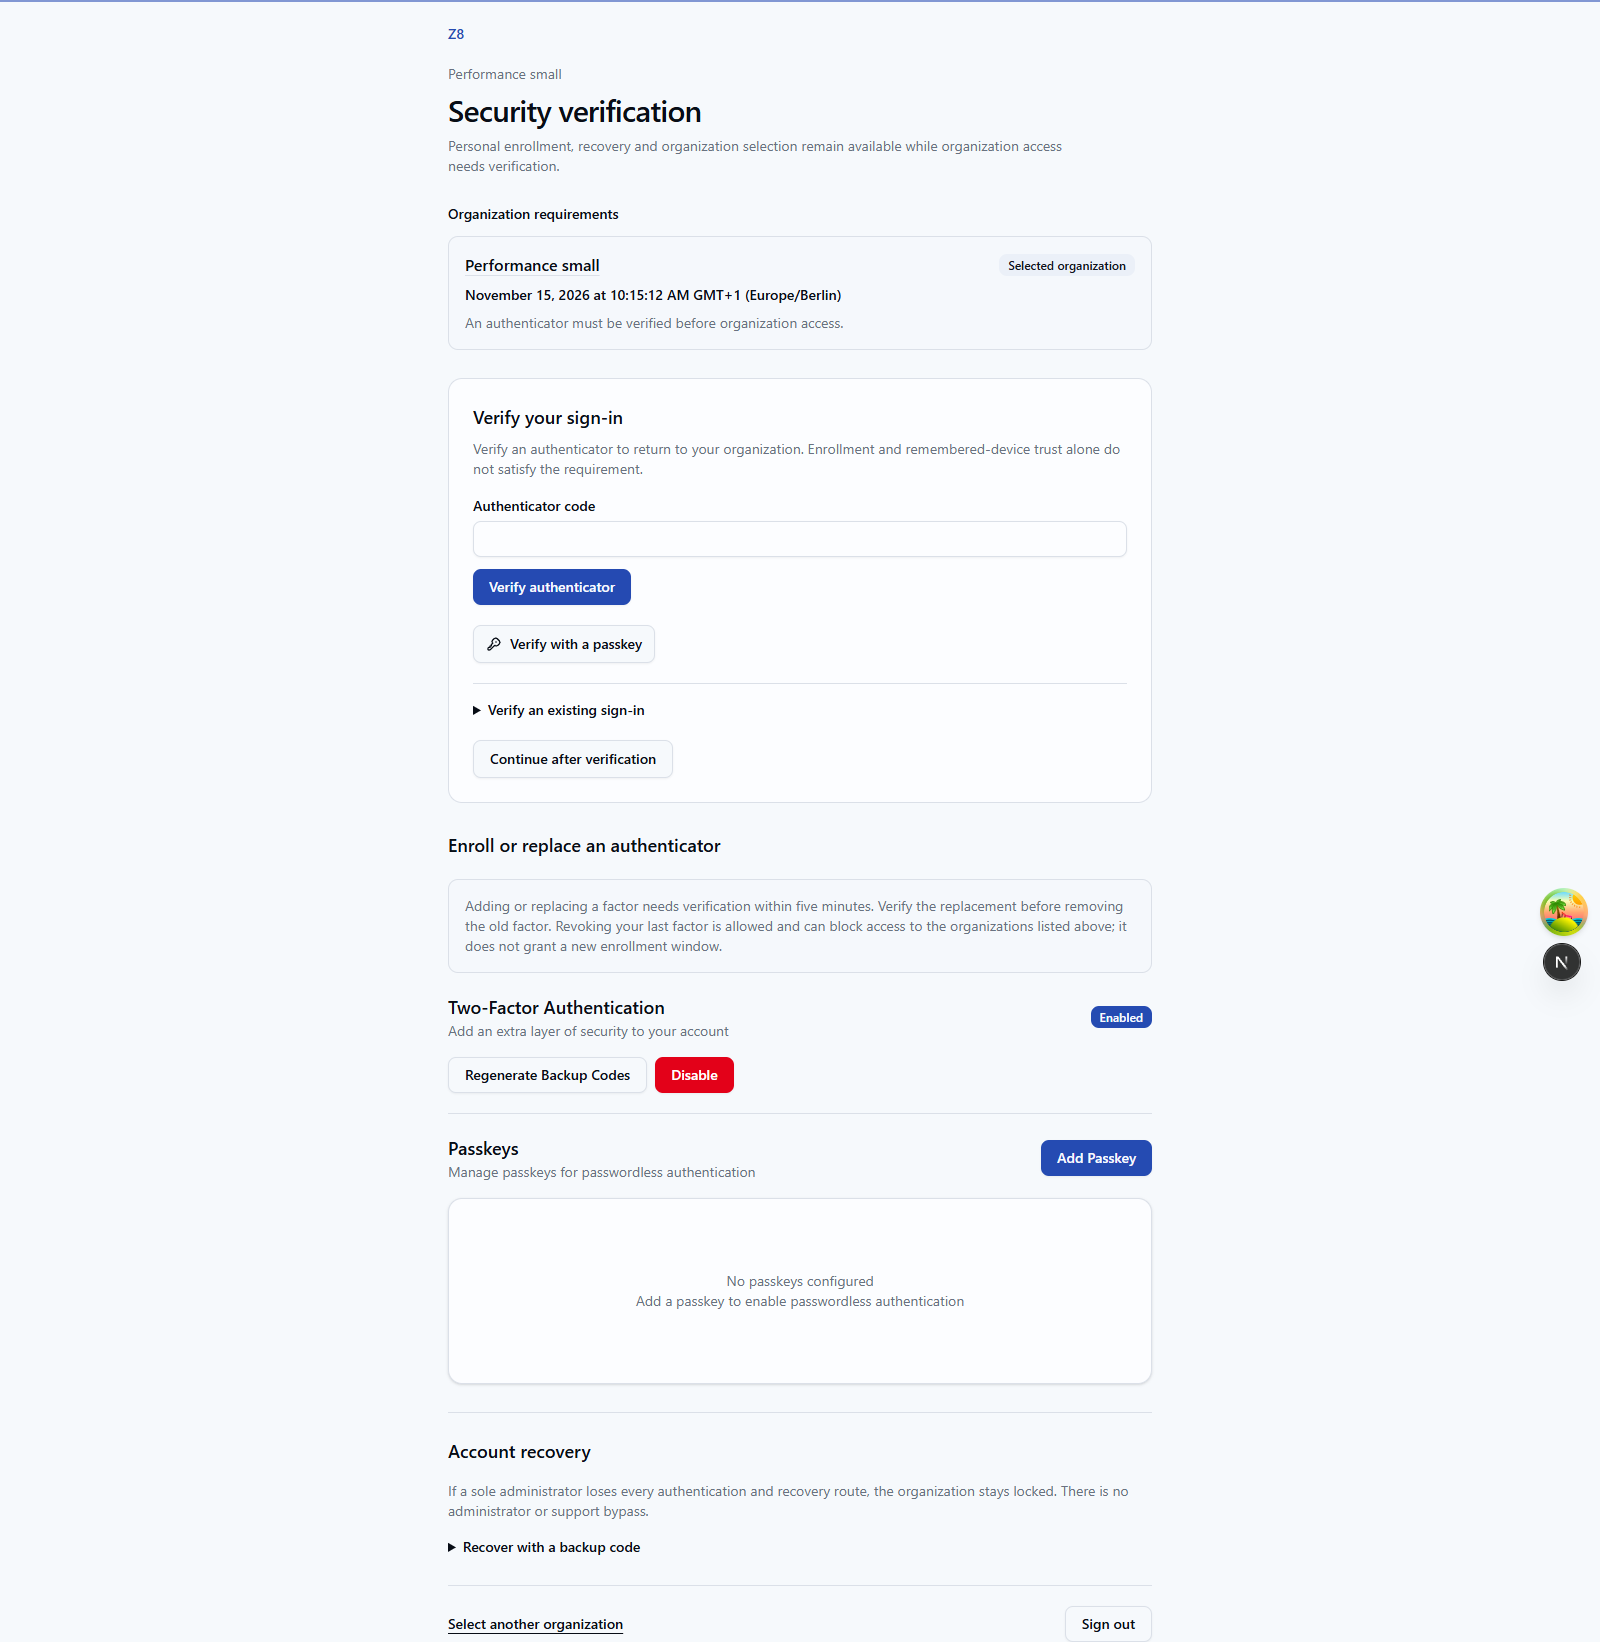 Z8
Performance small
Security verification
Personal enrollment, recovery and organization selection remain available while organization access
needs verification.
Organization requirements
Performance small
Selected organization
November 15, 2026 at 10:15:12 AM GMT+1 (Europe/Berlin)
An authenticator must be verified before organization access.
Verify your sign-in
Verify an authenticator to return to your organization. Enrollment and remembered-device trust alone do
not satisfy the requirement.
Authenticator code
Verify authenticator
Verify with a passkey
Verify an existing sign-in
Continue after verification
Enroll or replace an authenticator
Adding or replacing a factor needs verification within five minutes. Verify the replacement before removing
the old factor. Revoking your last factor is allowed and can block access to the organizations listed above; it
does not grant a new enrollment window.
Two-Factor Authentication
Enabled
Add an extra layer of security to your account
Regenerate Backup Codes
Disable
Passkeys
Add Passkey
Manage passkeys for passwordless authentication
No passkeys configured
Add a passkey to enable passwordless authentication
Account recovery
If a sole administrator loses every authentication and recovery route, the organization stays locked. There is no
administrator or support bypass.
Recover with a backup code
Select another organization
Sign out
N